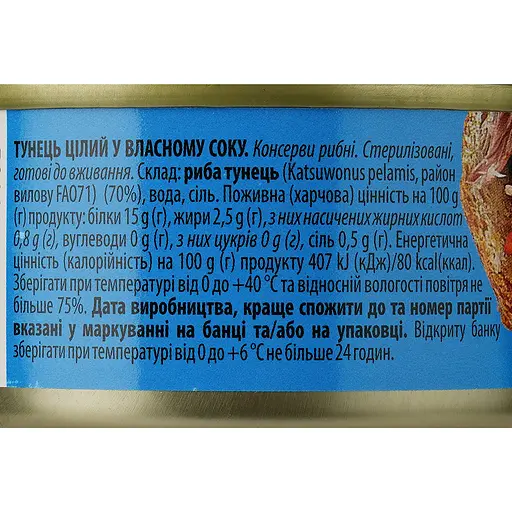 ТУНЕЦЬ ЦІЛИЙ У ВЛАСНОМУ СОКУ. Консерви рибні. Стерилізовані,
готові до вживання. Склад: риба тунець (Katsuwonus pelamis, район
вилову FAO71) (70%), вода, сіль. Поживна (харчова) цінність на 100 g
(г) продукту: білки 15 g (г), жири 2,5 g (г), з них насичених жирних кислот
0,8 g (г), вуглеводи 0 g (г), з них цукрів 0 g (г), сіль 0,5 g (г). Енергетична
цінність (калорійність) на 100 g (г) продукту 407 kJ (кДж)/80 kcal(ккал).
Зберігати при температурі від 0 до +40 °С та відносній вологості повітря не
більше 75%. Дата виробництва, краще спожити до та номер партії
вказані у маркуванні на банці та/або на упаковці. Відкриту банку
зберігати при температурі від 0 до +6 °С не більше 24 годин.